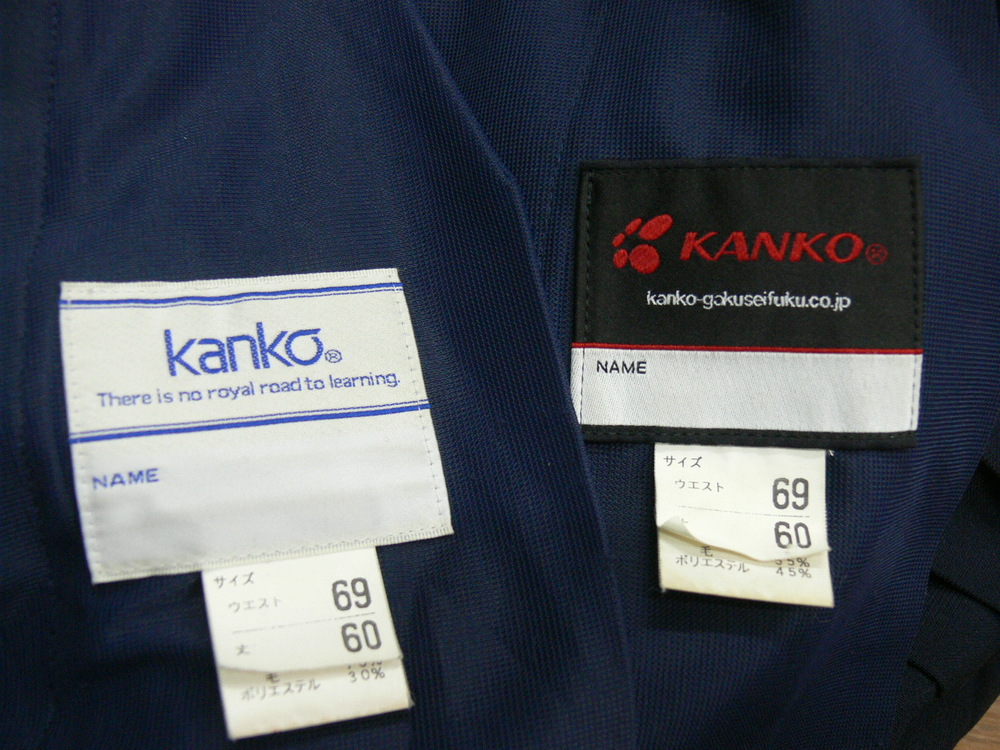 kanko®
There is no royal road to learning.
NAME
サイズ
ウエスト 69
丈 60
毛
ポリエステル 30%
KANKO®
kanko-gakuseifuku.co.jp
NAME
サイズ
ウエスト 69
60
毛 55%
ポリエステル 45%